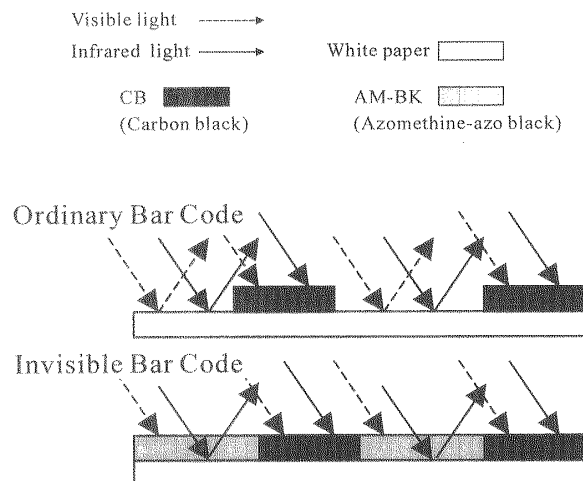 Visible light
Infrared light
White paper
CB
(Carbon black)
AM-BK
(Azomethine-azo black)
Ordinary Bar Code
Invisible Bar Code